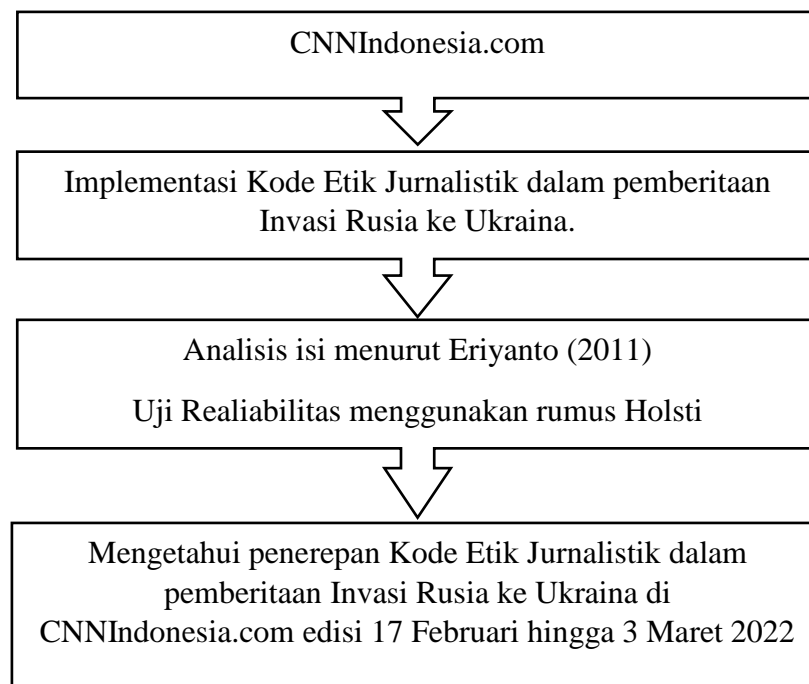 CNNIndonesia.com
Implementasi Kode Etik Jurnalistik dalam pemberitaan
Invasi Rusia ke Ukraina.
Analisis isi menurut Eriyanto (2011)
Uji Realiabilitas menggunakan rumus Holsti
Mengetahui penerepan Kode Etik Jurnalistik dalam
pemberitaan Invasi Rusia ke Ukraina di
CNNIndonesia.com edisi 17 Februari hingga 3 Maret 2022